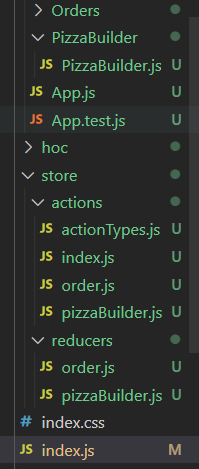 Orders
PizzaBuilder
JS PizzaBuilder.js U
JS App.js U
JS App.test.js U
hoc
store
actions
JS actionTypes.js U
JS index.js U
JS order.js U
JS pizzaBuilder.js U
reducers
JS order.js U
JS pizzaBuilder.js U
# index.css
JS index.js M